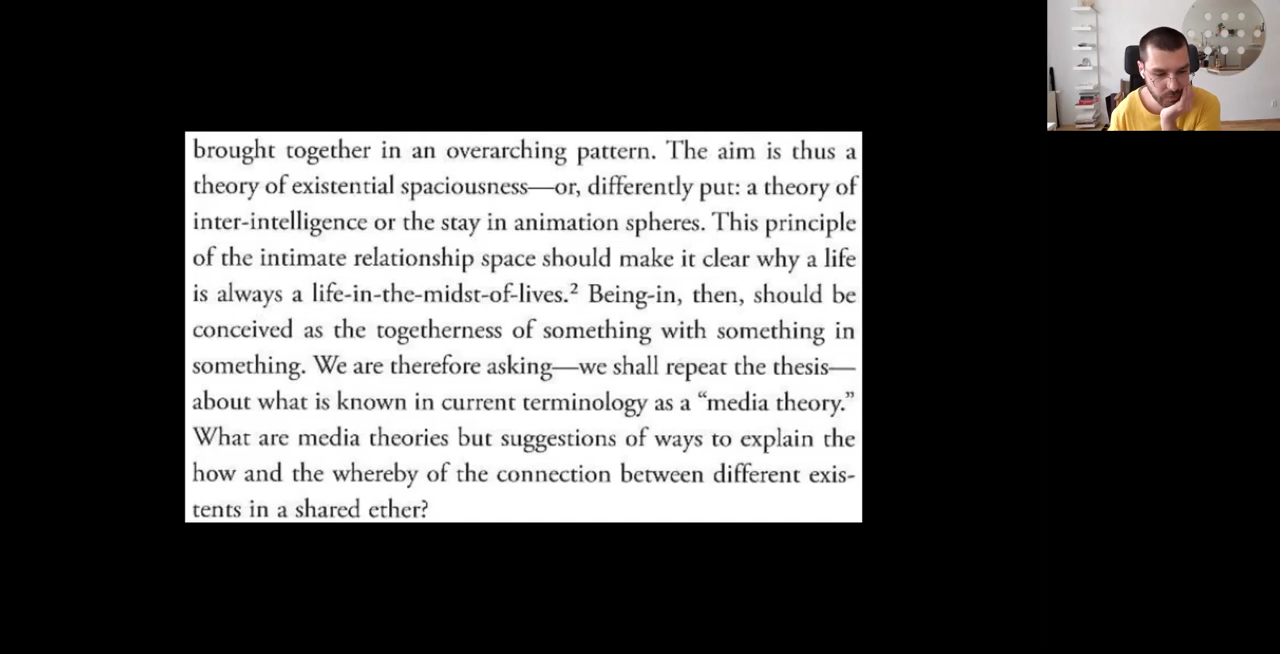 brought together in an overarching pattern. The aim is thus a
theory of existential spaciousness—or, differently put: a theory of
inter-intelligence or the stay in animation spheres. This principle
of the intimate relationship space should make it clear why a life
is always a life-in-the-midst-of-lives.² Being-in, then, should be
conceived as the togetherness of something with something in
something. We are therefore asking—we shall repeat the thesis—
about what is known in current terminology as a “media theory.”
What are media theories but suggestions of ways to explain the
how and the whereby of the connection between different exis-
tents in a shared ether?